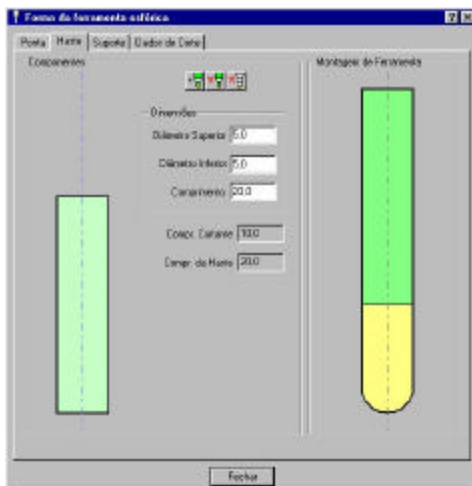 Forma da ferramenta esférica
Ponta Haste Suporte Dados de Corte
Componentes
Montagem de Ferramenta
Dimensões
Diâmetro Superior 5.0
Diâmetro Inferior 5.0
Comprimento 20.0
Compr. Cortante 10.0
Compr. da Haste 20.0
Fechar